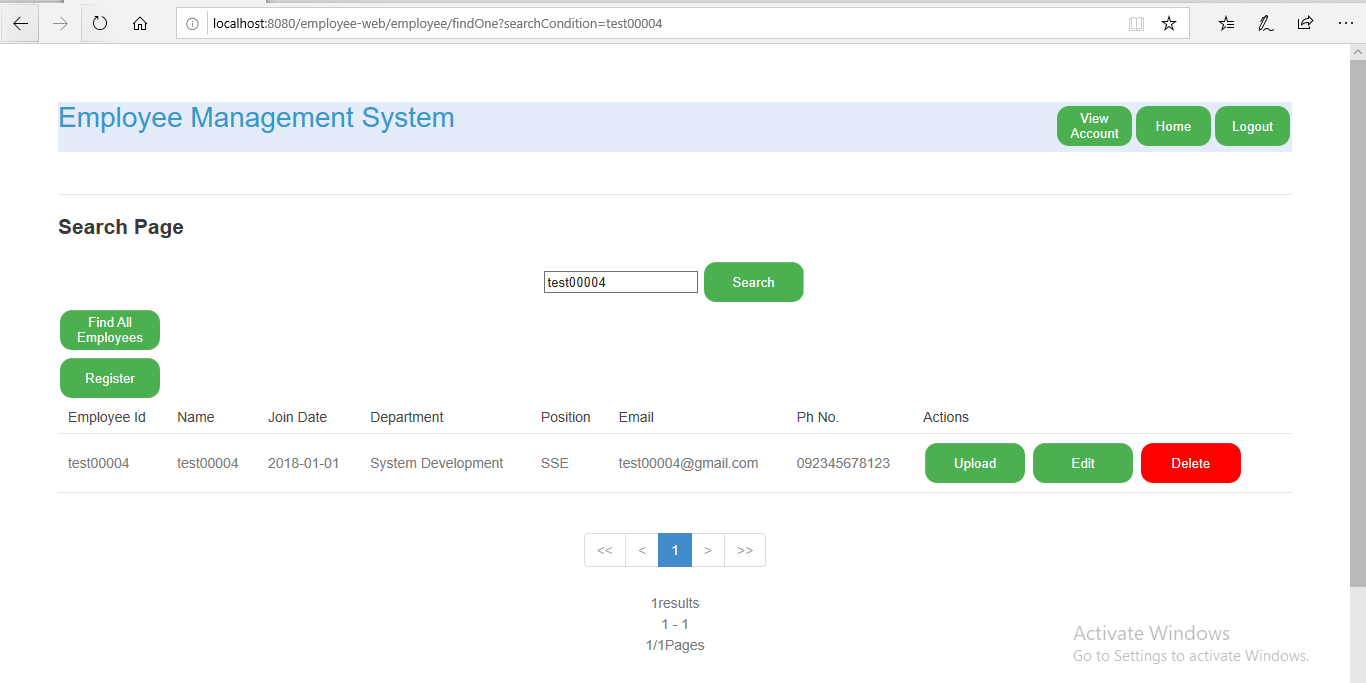 localhost:8080/employee-web/employee/findOne?searchCondition=test00004
Employee Management System
View Account
Home
Logout
Search Page
test00004
Search
Find All Employees
Register
Employee Id Name Join Date Department Position Email Ph No. Actions
test00004 test00004 2018-01-01 System Development SSE test00004@gmail.com 092345678123 Upload Edit Delete
<< < 1 > >>
1results
1 - 1
1/1Pages
Activate Windows
Go to Settings to activate Windows.